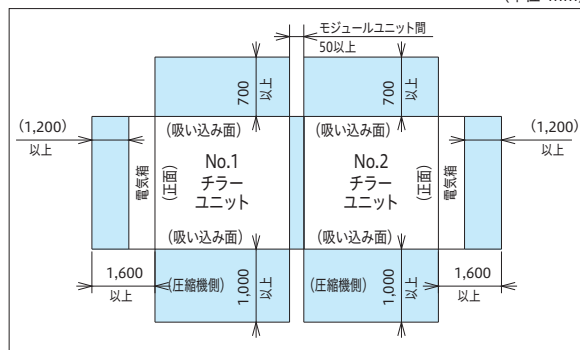 モジュールユニット間
50以上
700
以上
700
以上
(1,200)
以上
(1,200)
以上
電気箱
(正面)
(吸い込み面)
No.1
チラー
ユニット
(吸い込み面)
(吸い込み面)
No.2
チラー
ユニット
(吸い込み面)
(正面)
電気箱
1,600
以上
(圧縮機側)
1,000
以上
(圧縮機側)
1,000
以上
1,600
以上